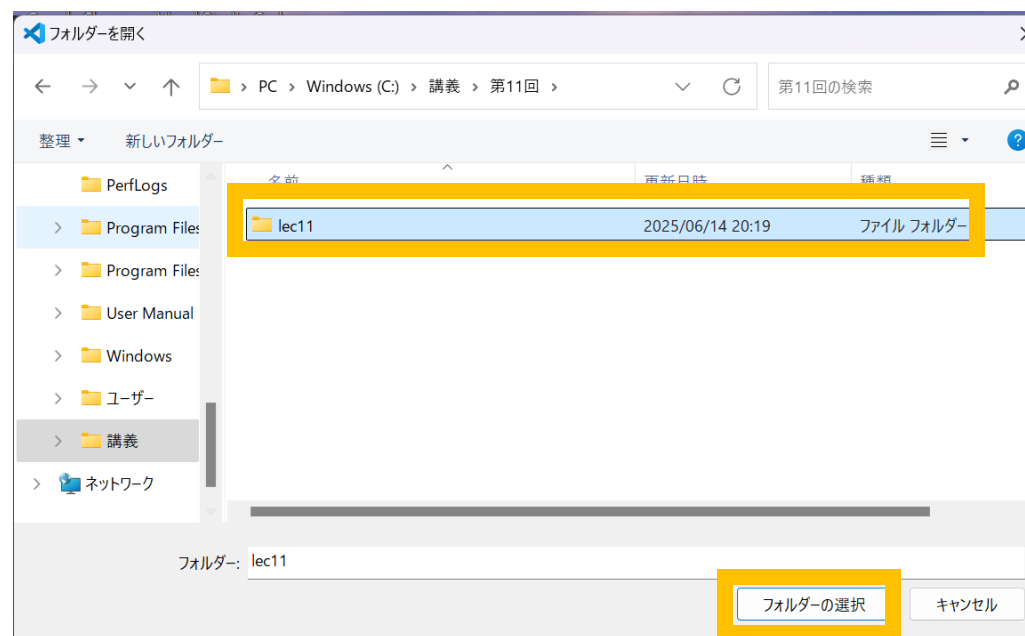 フォルダーを開く
PC › Windows (C:) › 講義 › 第11回 ›
第11回の検索
整理 新しいフォルダー
名前 更新日時 種類
PerfLogs
lec11 2025/06/14 20:19 ファイル フォルダー
Program Files
Program Files
User Manual
Windows
ユーザー
講義
ネットワーク
フォルダー: lec11
フォルダーの選択 キャンセル